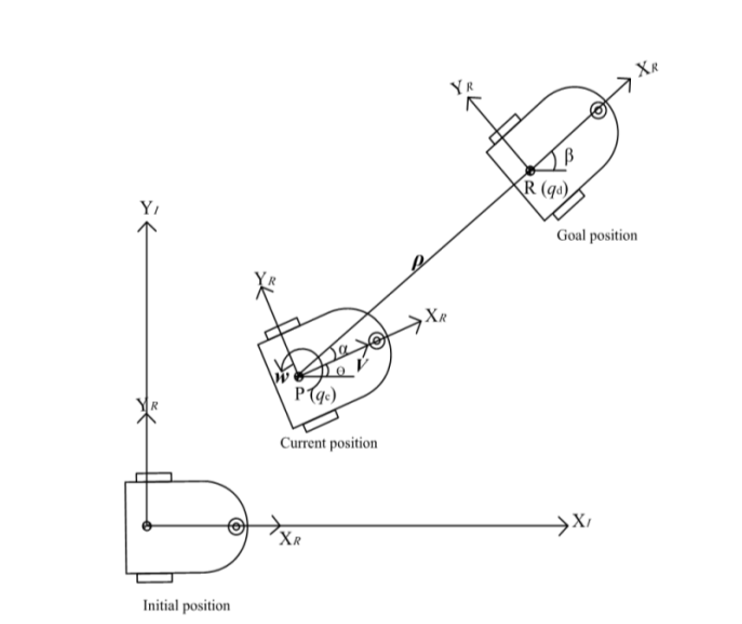 XR
YR
β
R (qd)
Goal position
YI
ρ
YR
XR
α
w
θ
V
P (qc)
Current position
YR
XI
XR
Initial position